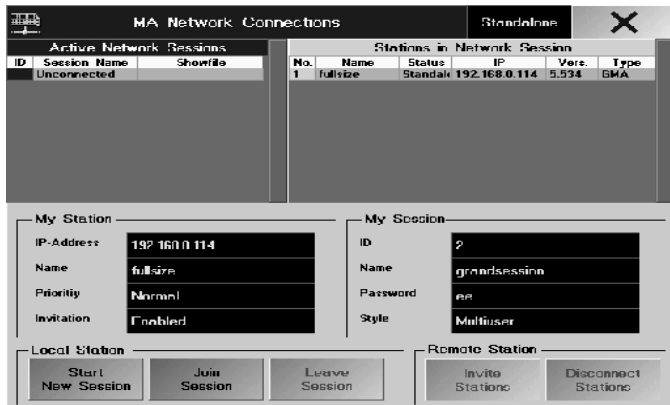 MA Network Connections
Standalone
Active Network Sessions
Stations in Network Session
ID Session Name Showfile
No. Name Status IP Vers. Type
Unconnected
1 fullsize Standale 192.168.0.114 5.534 GMA
My Station
My Session
IP-Address 192.168.0.114
ID 2
Name fullsize
Name grandsession
Prioritiy Normal
Password ee
Invitation Enabled
Style Multiuser
Local Station
Remote Station
Start New Session
Join Session
Leave Session
Invite Stations
Disconnect Stations